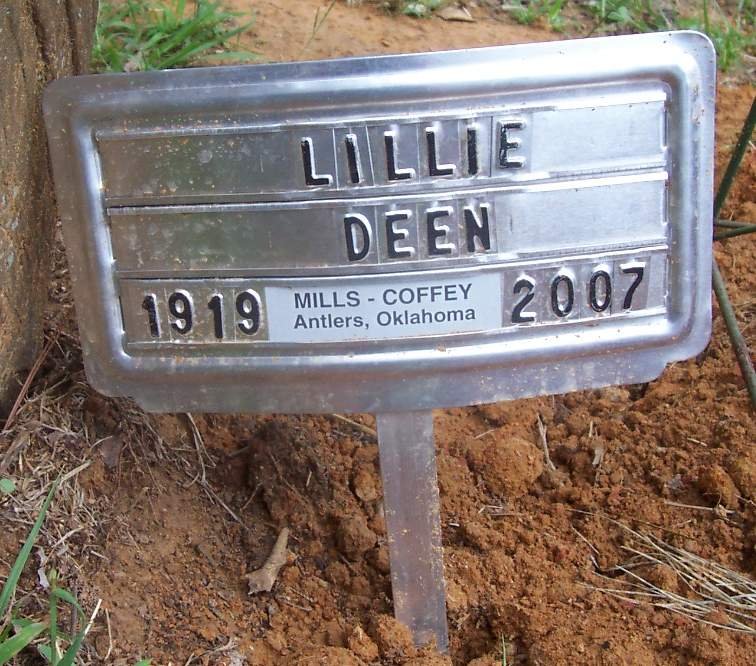 LILLIE
DEEN
1919 MILLS - COFFEY 2007
Antlers, Oklahoma